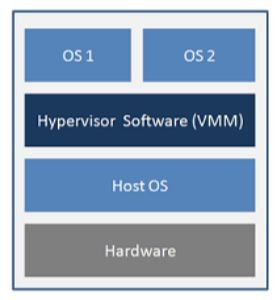 OS 1 OS 2
Hypervisor Software (VMM)
Host OS
Hardware